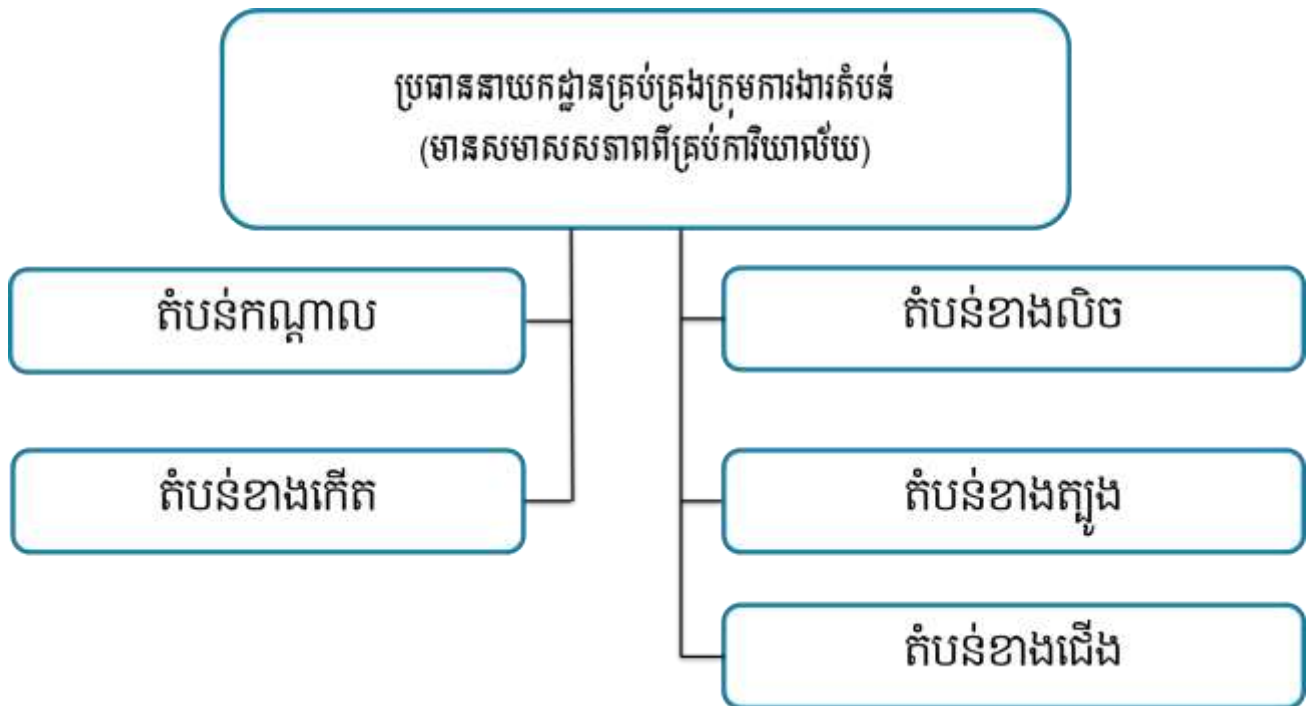 ប្រធាននាយកដ្ឋានគ្រប់គ្រងក្រុមការងារតំបន់
(មានសមាសសភាពពីគ្រប់ការិយាល័យ)
តំបន់កណ្តាល
តំបន់ខាងលិច
តំបន់ខាងកើត
តំបន់ខាងត្បូង
តំបន់ខាងជើង